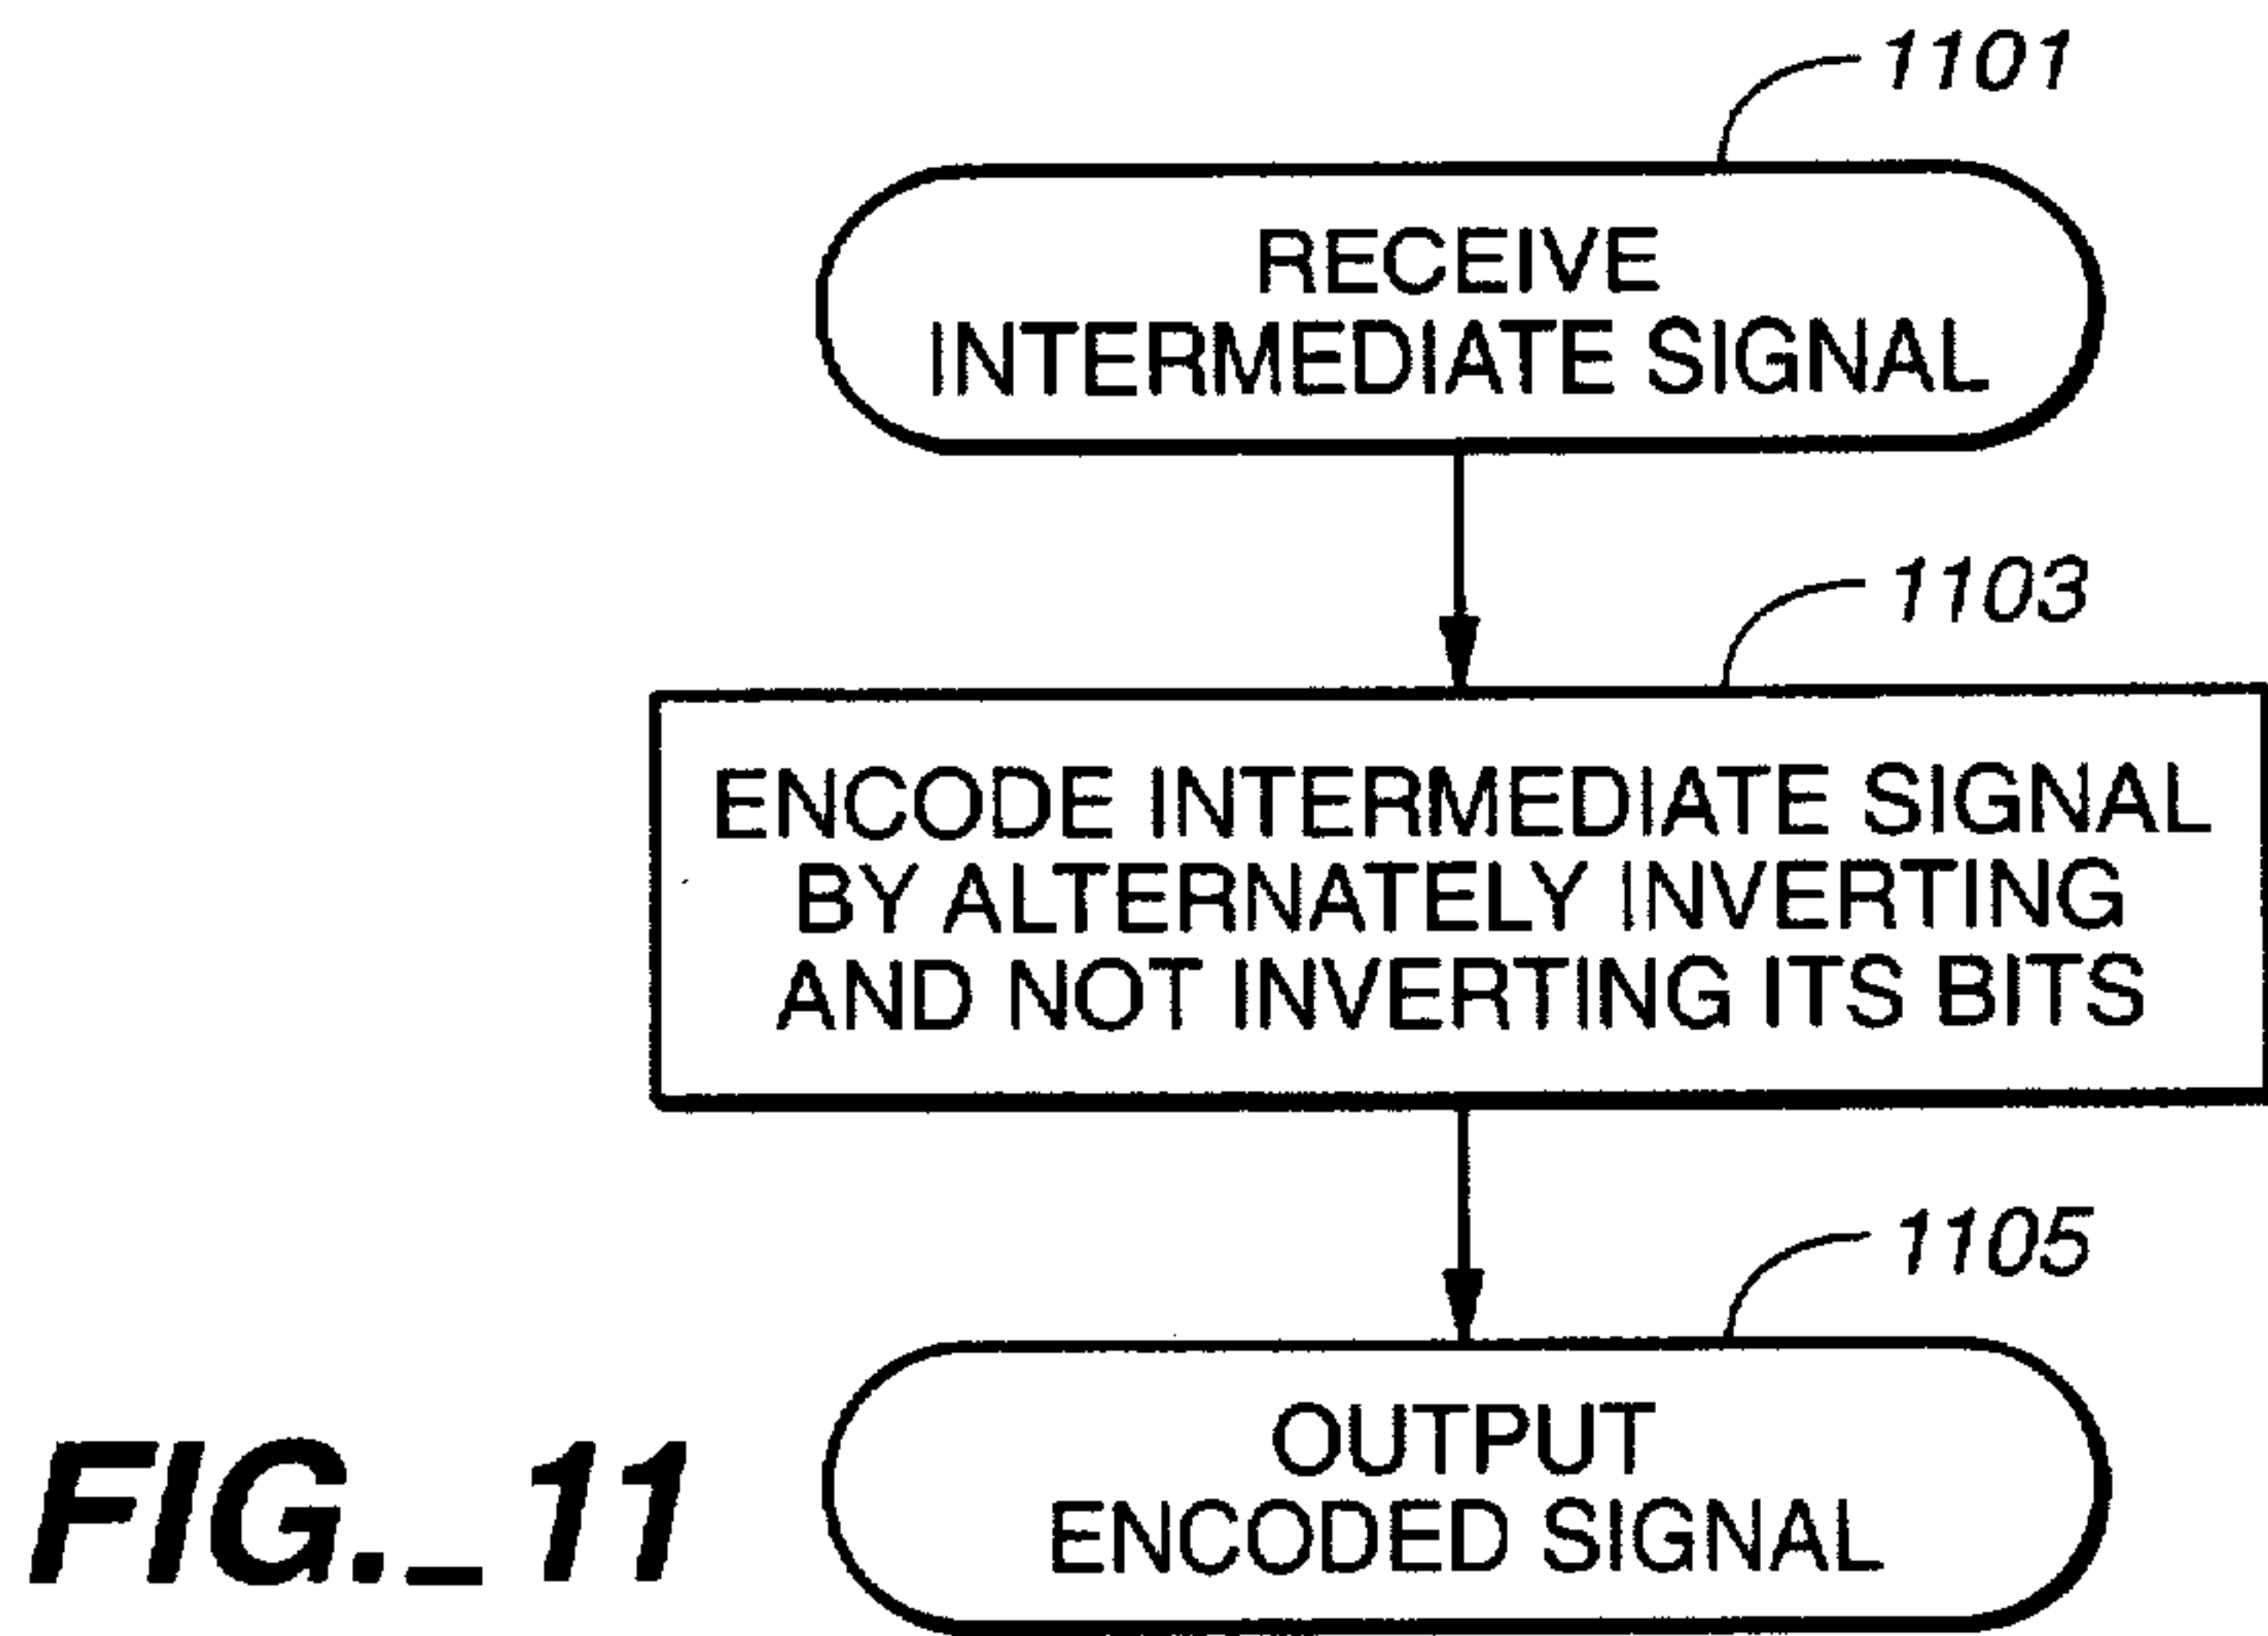 1101
RECEIVE
INTERMEDIATE SIGNAL
1103
ENCODE INTERMEDIATE SIGNAL
BY ALTERNATELY INVERTING
AND NOT INVERTING ITS BITS
1105
OUTPUT
ENCODED SIGNAL
FIG._11